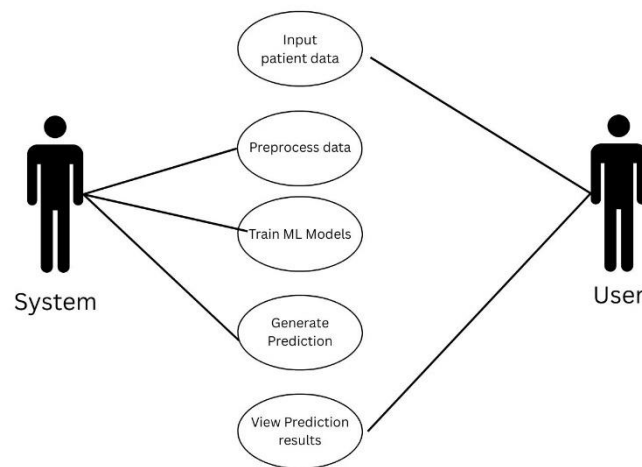 Input
patient data
Preprocess data
Train ML Models
Generate
Prediction
View Prediction
results
System
User